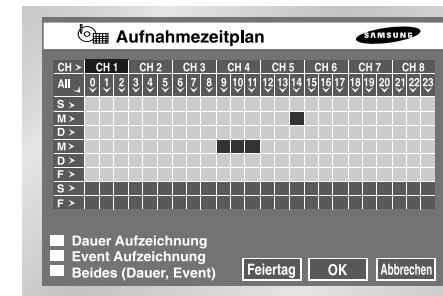 Aufnahmezeitplan SAMSUNG
CH > CH 1 CH 2 CH 3 CH 4 CH 5 CH 6 CH 7 CH 8
All 0 1 2 3 4 5 6 7 8 9 10 11 12 13 14 15 16 17 18 19 20 21 22 23
S >
M >
D >
M >
D >
F >
S >
F >
Dauer Aufzeichnung
Event Aufzeichnung
Beides (Dauer, Event) Feiertag OK Abbrechen